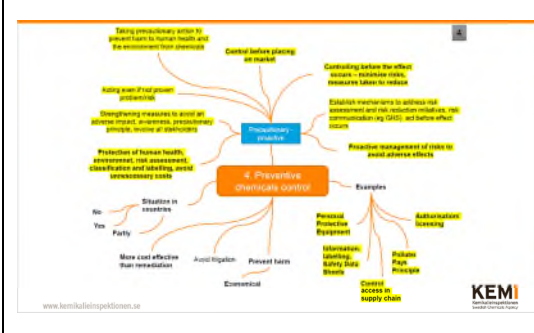 4
Taking precautionary action to
prevent harm to human health and
the environment from chemicals
Control before placing
on market
Controlling before the effect
occurs – minimise risks,
measures taken to reduce
Acting even if not proven
problem/risk
Strengthening measures to avoid an
adverse impact, awareness, precautionary
principle, involve all stakholders
Precautionary -
proactive
Establish mechanisms to address risk
assessment and risk reduction initiatives, risk
communication (eg GHS) act before effect
occurs
Protection of human health,
environmnet, risk assessment,
classification and labelling, avoid
unnescessary costs
Proactive management of risks to
avoid adverse effects
4. Preventive
chemicals control
Situation in
countries
No
Yes
Partly
Examples
Personal
Protective
Equipment
Authorisation/
licensing
More cost effective
than remediation
Avoid litigation
Prevent harm
Economical
Information,
labelling,
Safety Data
Sheets
Polluter
Pays
Principle
Control
access in
supply chain
www.kemikalieinspektionen.se
KEMI
Kemikalieinspektionen
Swedish Chemicals Agency